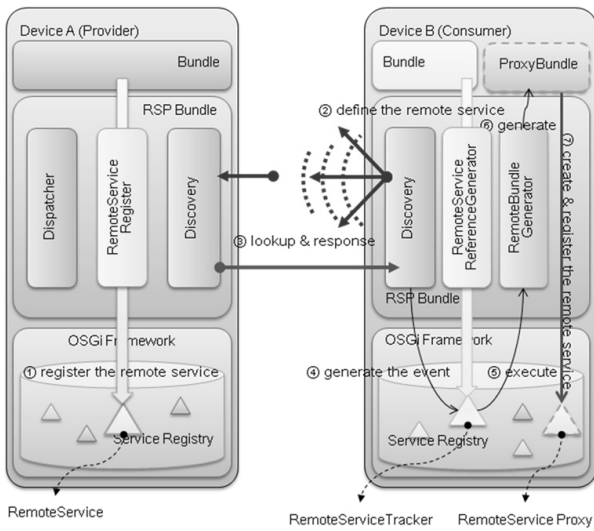 Device A (Provider)
Bundle
RSP Bundle
Dispatcher
RemoteService
Register
Discovery
OSGi Framework
① register the remote service
Service Registry
RemoteService
② define the remote service
③ lookup & response
Device B (Consumer)
Bundle
ProxyBundle
⑥ generate
Discovery
RemoteService
ReferenceGenerator
RemoteBundle
Generator
⑦ create & register the remote service
RSP Bundle
OSGi Framework
④ generate the event
⑤ execute
Service Registry
RemoteServiceTracker
RemoteService Proxy